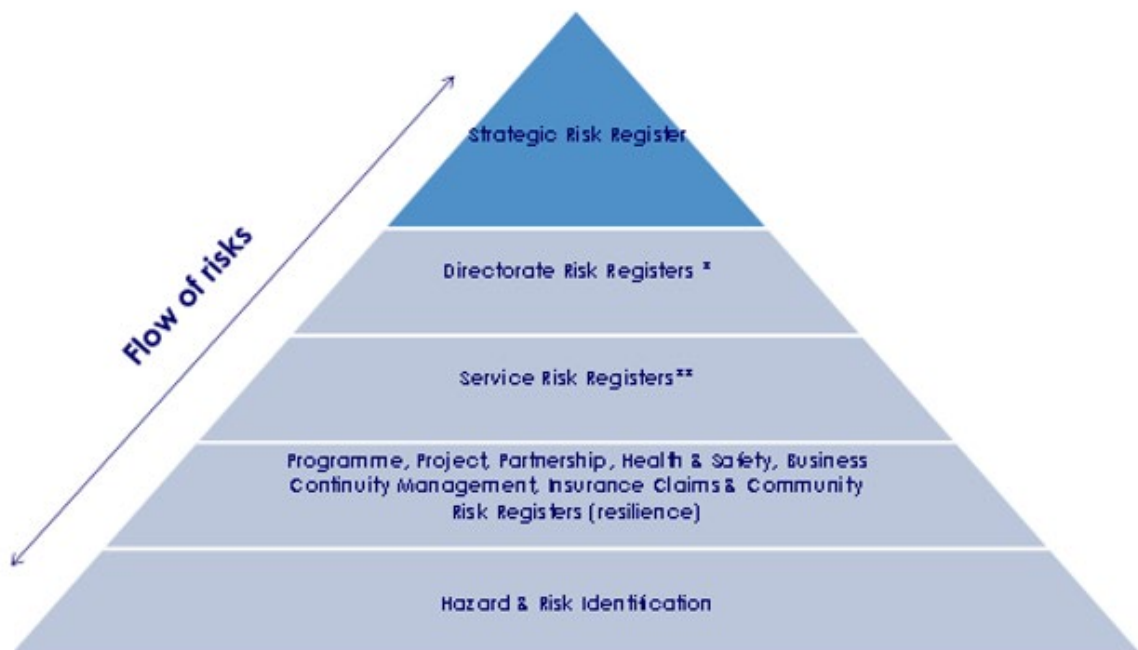 Strategic Risk Register
Flow of risks
Directorate Risk Registers *
Service Risk Registers**
Programme, Project, Partnership, Health & Safety, Business
Continuity Management, Insurance Claims & Community
Risk Registers (resilience)
Hazard & Risk Identification